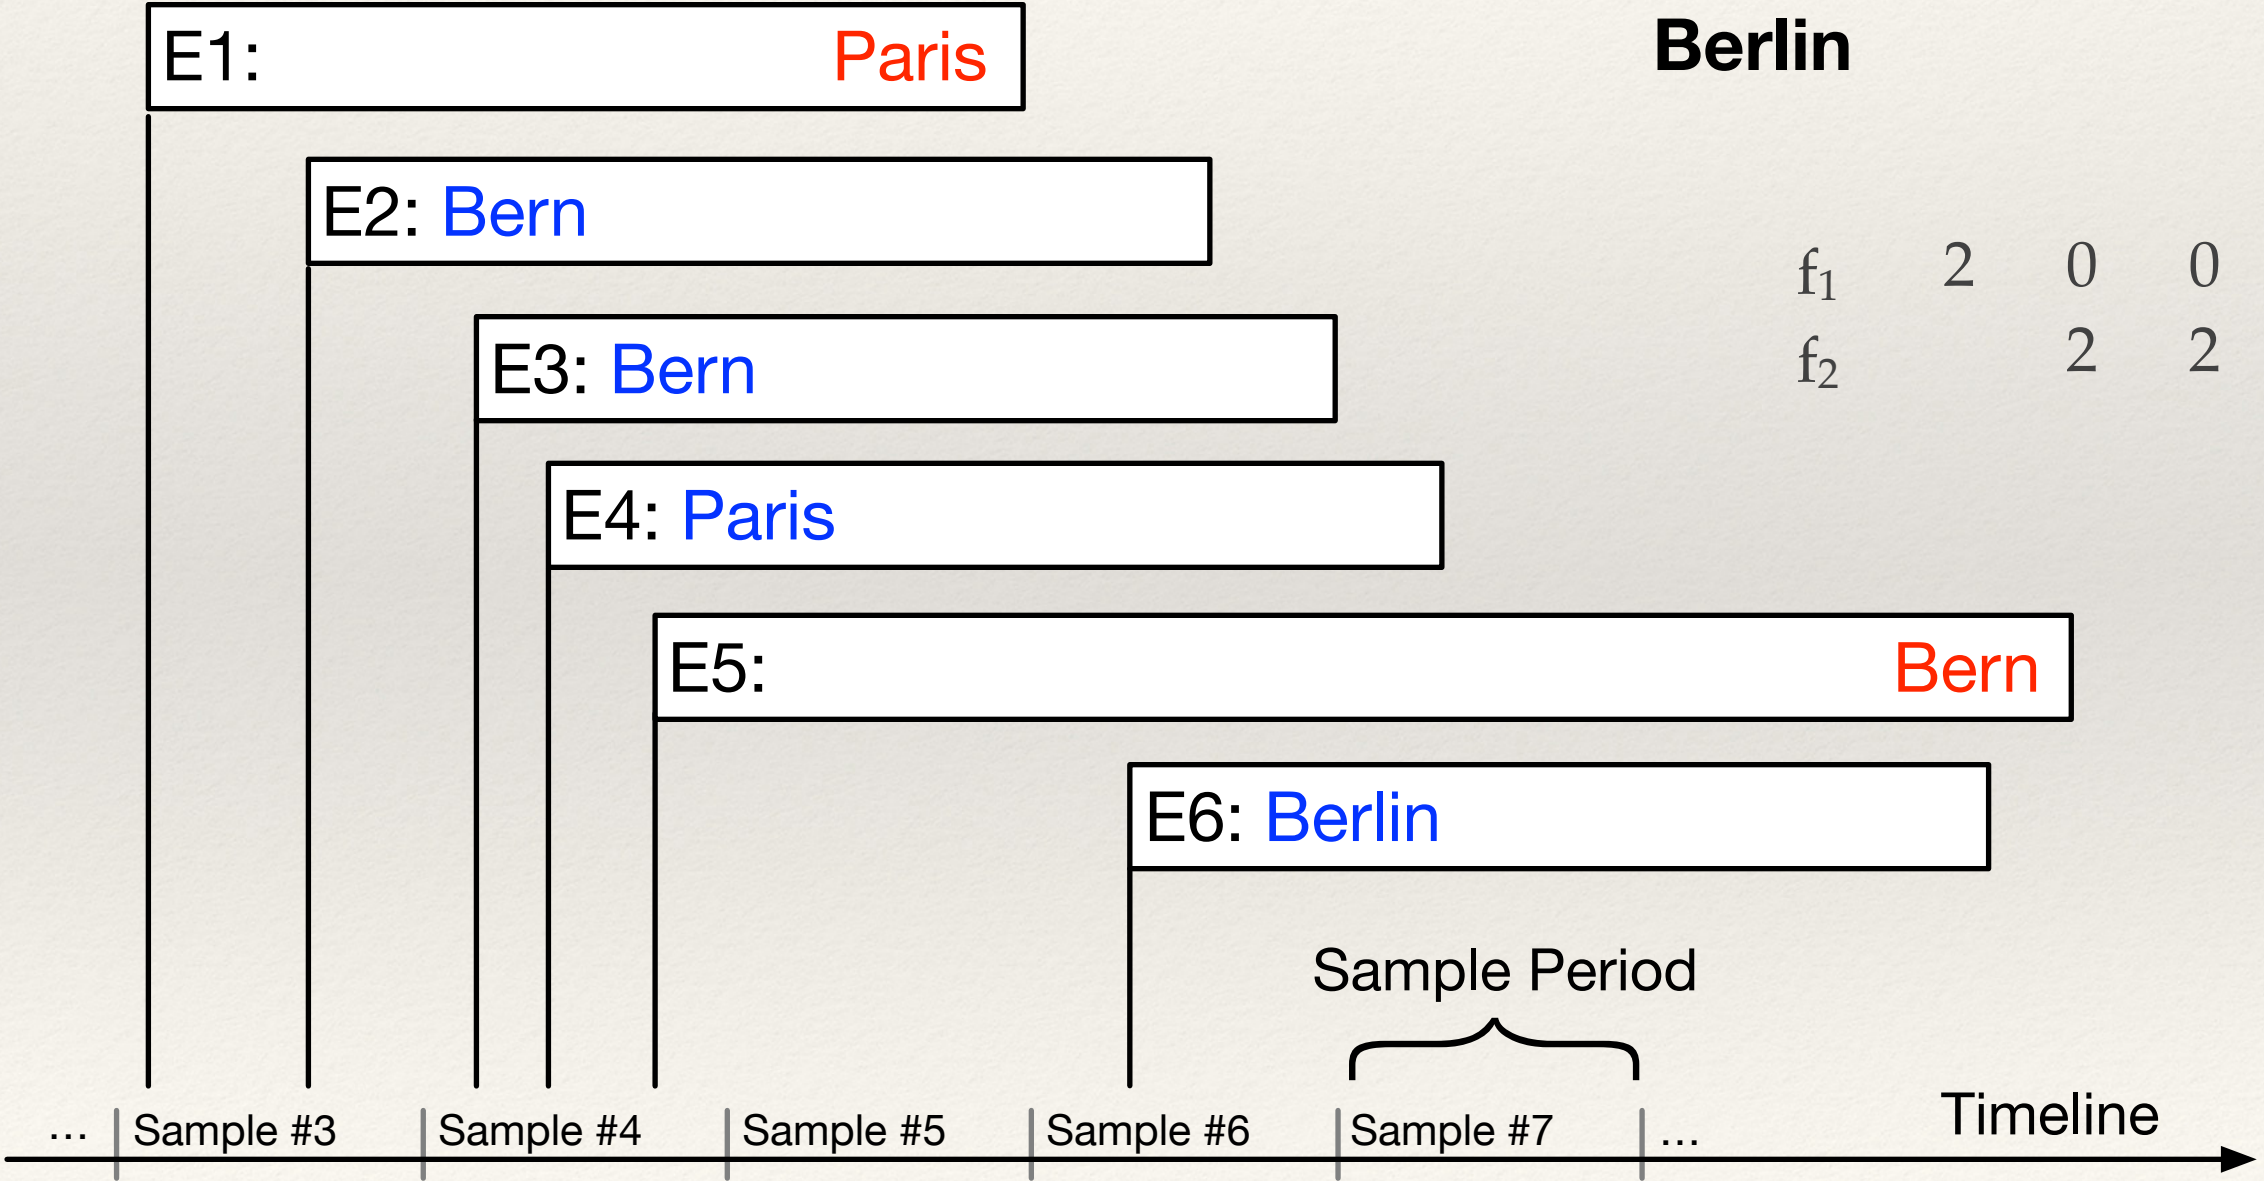 E1: Paris
Berlin
E2: Bern
f₁ 2 0 0
E3: Bern
f₂ 2 2
E4: Paris
E5: Bern
E6: Berlin
Sample Period
... Sample #3 Sample #4 Sample #5 Sample #6 Sample #7 ... Timeline